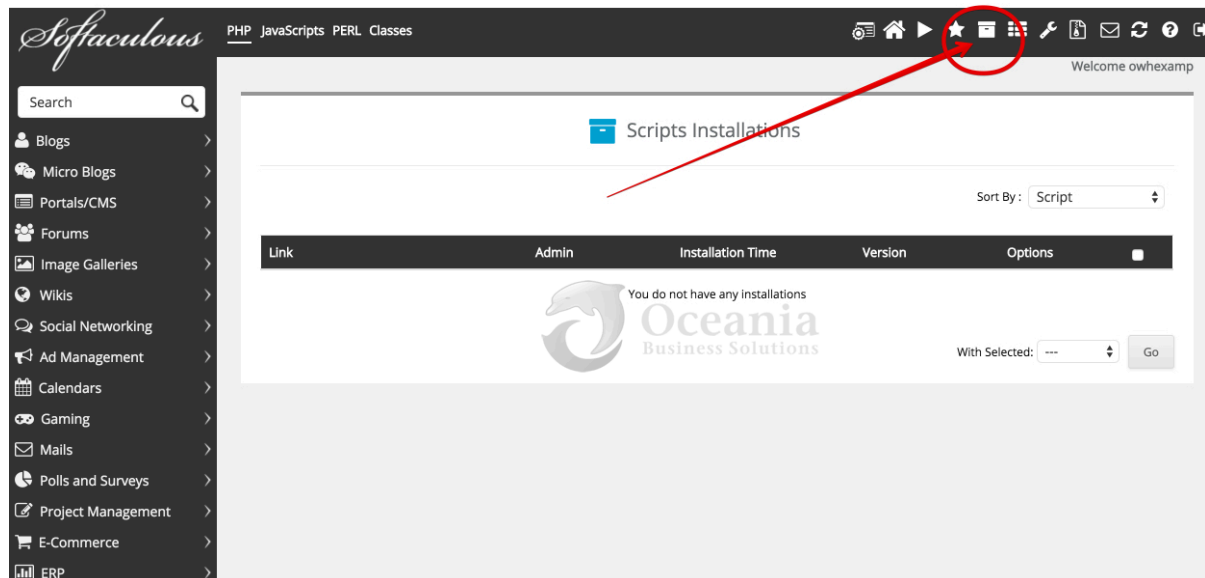 Softaculous
PHP JavaScripts PERL Classes
Welcome owhexamp
Search
Blogs
Micro Blogs
Portals/CMS
Forums
Image Galleries
Wikis
Social Networking
Ad Management
Calendars
Gaming
Mails
Polls and Surveys
Project Management
E-Commerce
ERP
Scripts Installations
Sort By : Script
Link Admin Installation Time Version Options
You do not have any installations
Oceania
Business Solutions
With Selected: --- Go